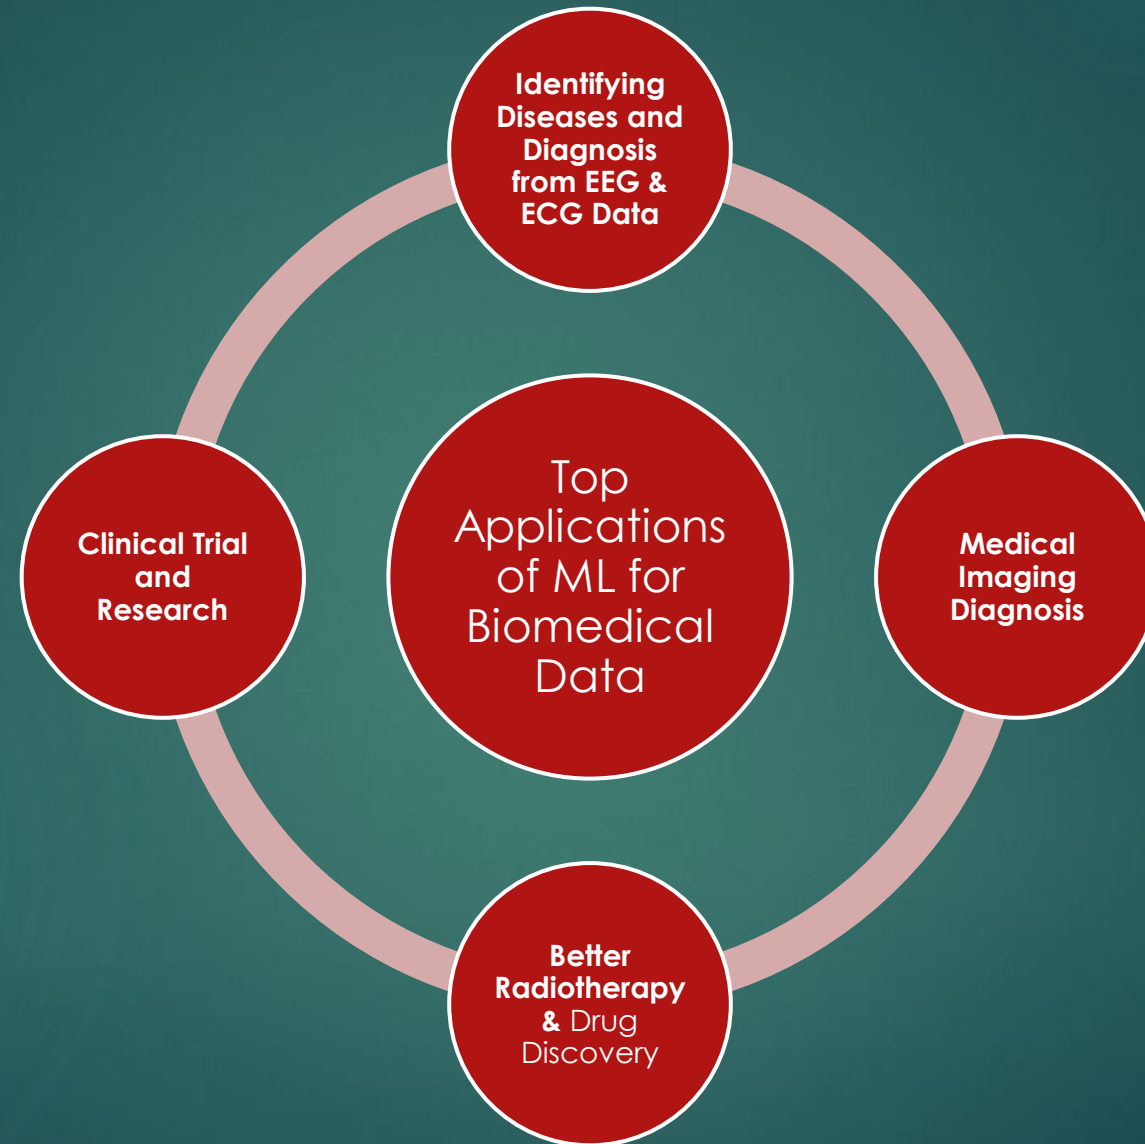 Identifying
Diseases and
Diagnosis
from EEG &
ECG Data
Top
Applications
of ML for
Biomedical
Data
Clinical Trial
and
Research
Medical
Imaging
Diagnosis
Better
Radiotherapy
& Drug
Discovery